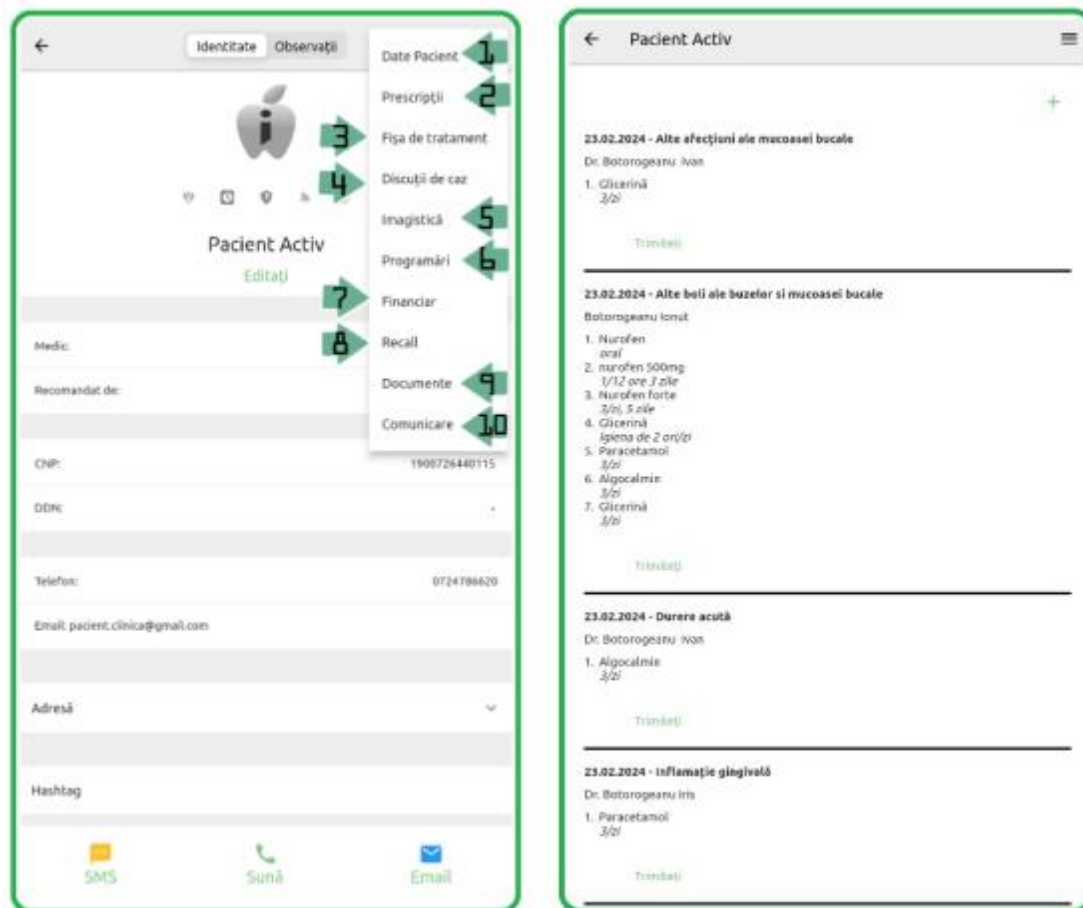 Identitate Observații
Date Pacient 1
Prescripții 2
3 Fișa de tratament
4 Discuții de caz
Imagistică 5
Programări 6
7 Financiar
8 Recall
Documente 9
Comunicare 10
i
Pacient Activ
Editați
Medic:
Recomandat de:
CNP: 1900726440115
DDN: -
Telefon: 0724786620
Email: pacient.clinica@gmail.com
Adresă
Hashtag
SMS Sună Email
Pacient Activ
+
23.02.2024 - Alte afecțiuni ale mucoasei bucale
Dr. Botorogeanu Ivan
1. Glicerină
3/zi
Trimiteți
23.02.2024 - Alte boli ale buzelor si mucoasei bucale
Botorogeanu Ionut
1. Nurofen
oral
2. nurofen 500mg
1/12 ore 3 zile
3. Nurofen forte
3/zi, 5 zile
4. Glicerină
Igiena de 2 ori/zi
5. Paracetamol
3/zi
6. Algocalmie
3/zi
7. Glicerină
3/zi
Trimiteți
23.02.2024 - Durere acută
Dr. Botorogeanu Ivan
1. Algocalmie
3/zi
Trimiteți
23.02.2024 - Inflamație gingivală
Dr. Botorogeanu Iris
1. Paracetamol
3/zi
Trimiteți